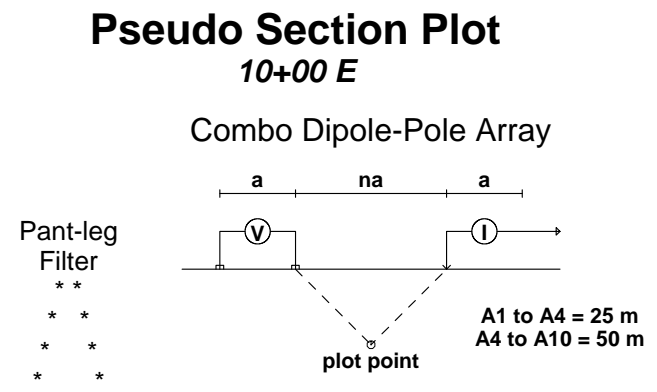 Pseudo Section Plot
10+00 E
Combo Dipole-Pole Array
a na a
Pant-leg
Filter
* *
* *
* *
* *
V
I
A1 to A4 = 25 m
A4 to A10 = 50 m
plot point